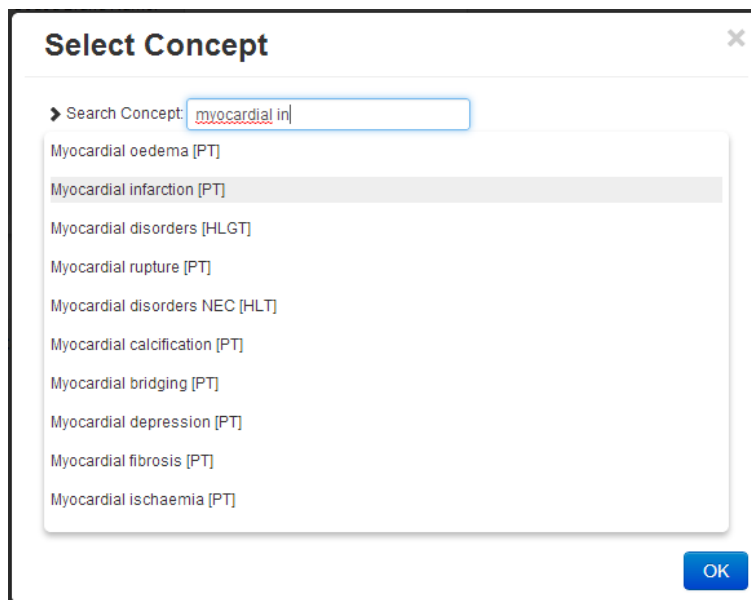 Select Concept
×
Search Concept: myocardial in
Myocardial oedema [PT]
Myocardial infarction [PT]
Myocardial disorders [HLGT]
Myocardial rupture [PT]
Myocardial disorders NEC [HLT]
Myocardial calcification [PT]
Myocardial bridging [PT]
Myocardial depression [PT]
Myocardial fibrosis [PT]
Myocardial ischaemia [PT]
OK